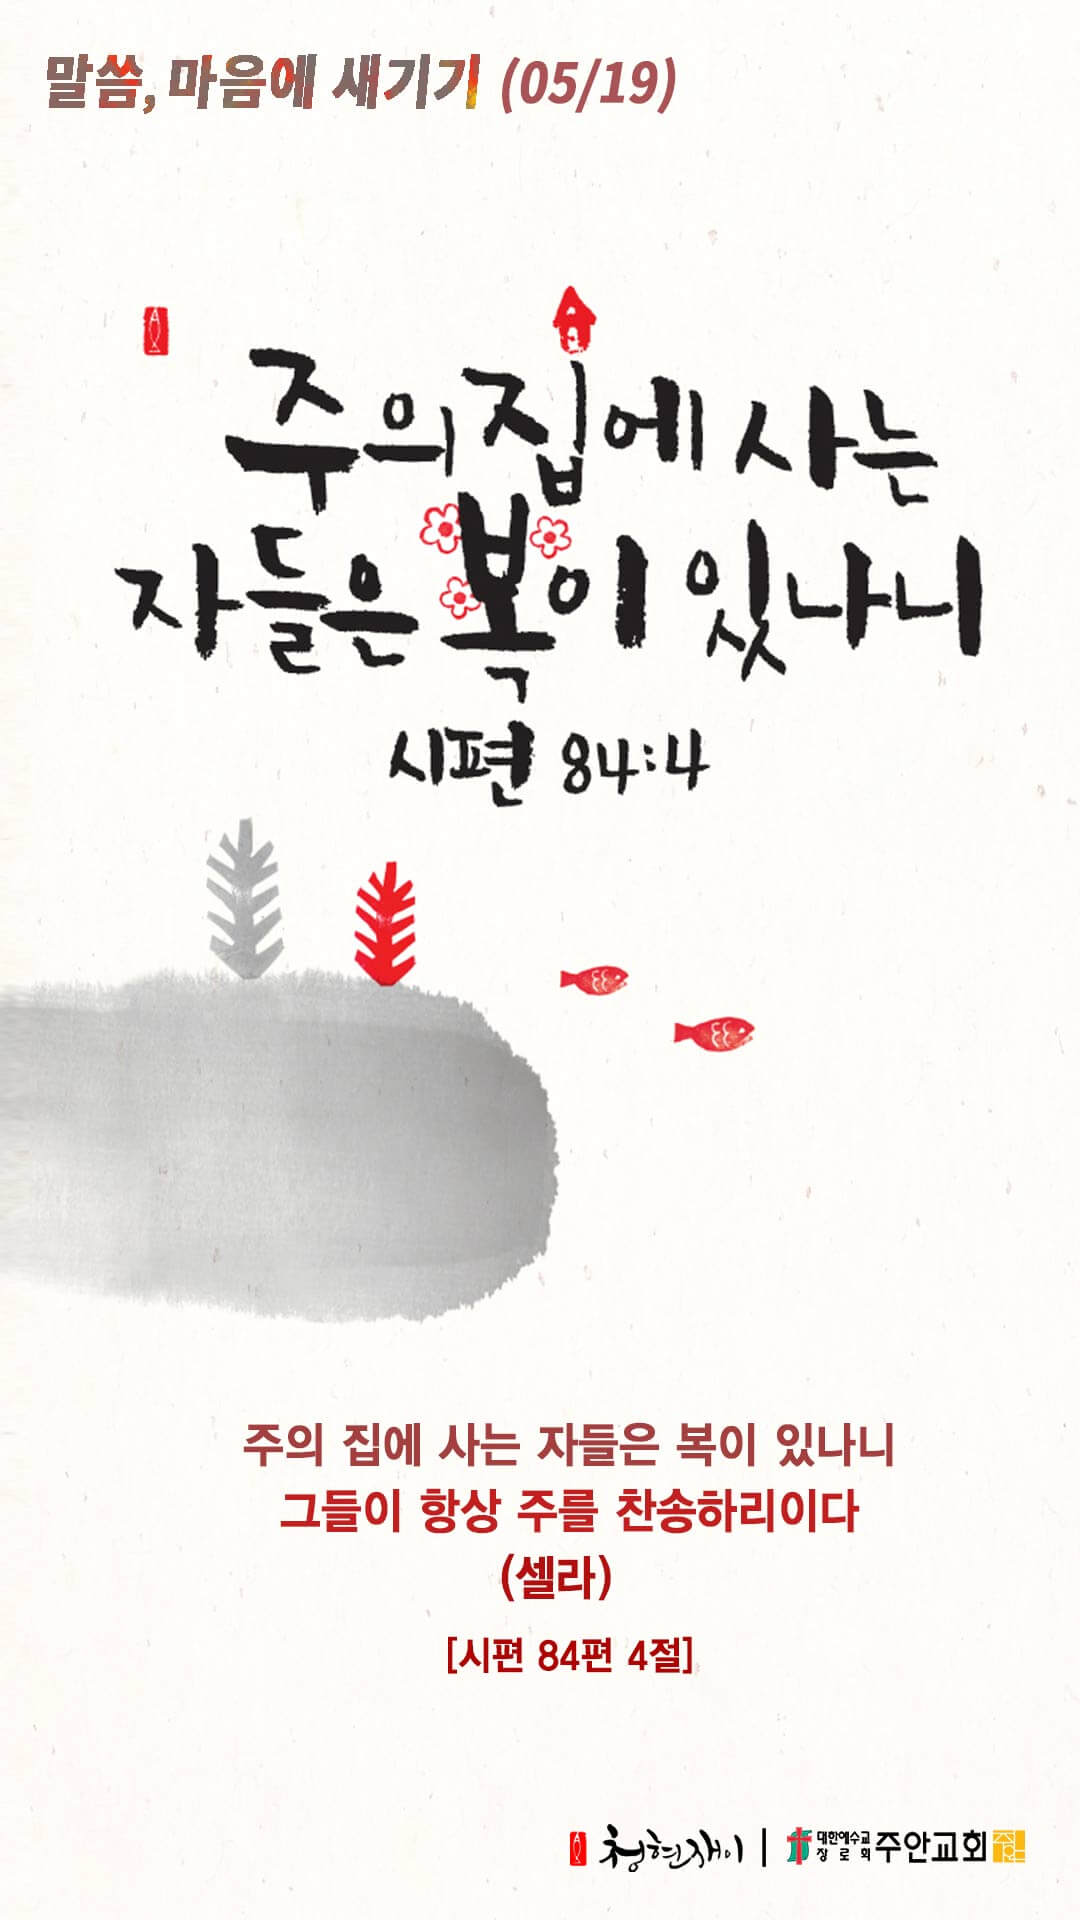 말씀, 마음에 새기기 (05/19)
주의 집에 사는
자들은 복이 있나니
시편 84:4
주의 집에 사는 자들은 복이 있나니
그들이 항상 주를 찬송하리이다
(셀라)
[시편 84편 4절]
청현재이 | 대한예수교 장로회 주안교회